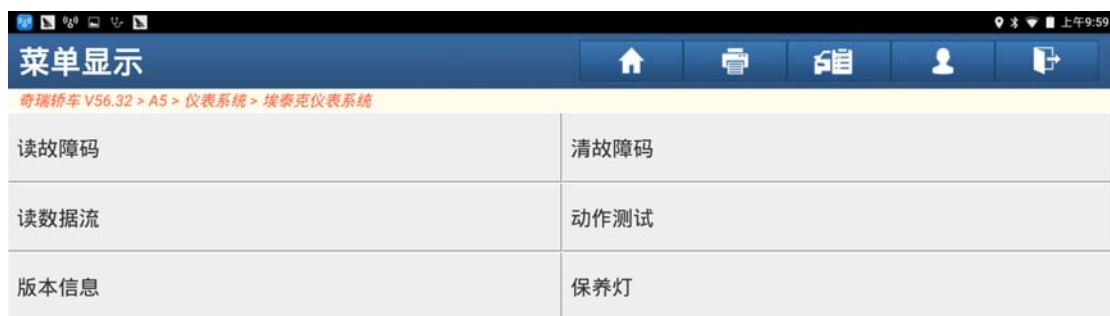 上午9:59
菜单显示
奇瑞轿车 V56.32 > A5 > 仪表系统 > 埃泰克仪表系统
读故障码
清故障码
读数据流
动作测试
版本信息
保养灯